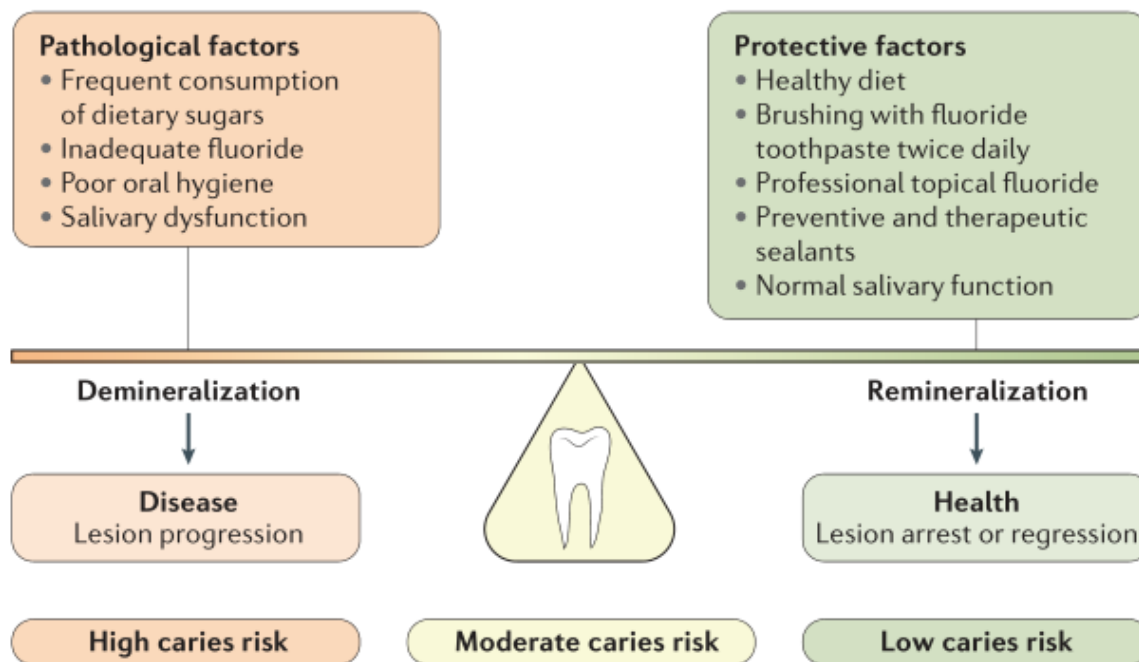 Pathological factors
• Frequent consumption
of dietary sugars
• Inadequate fluoride
• Poor oral hygiene
• Salivary dysfunction
Protective factors
• Healthy diet
• Brushing with fluoride
toothpaste twice daily
• Professional topical fluoride
• Preventive and therapeutic
sealants
• Normal salivary function
Demineralization
Remineralization
Disease
Lesion progression
Health
Lesion arrest or regression
High caries risk
Moderate caries risk
Low caries risk